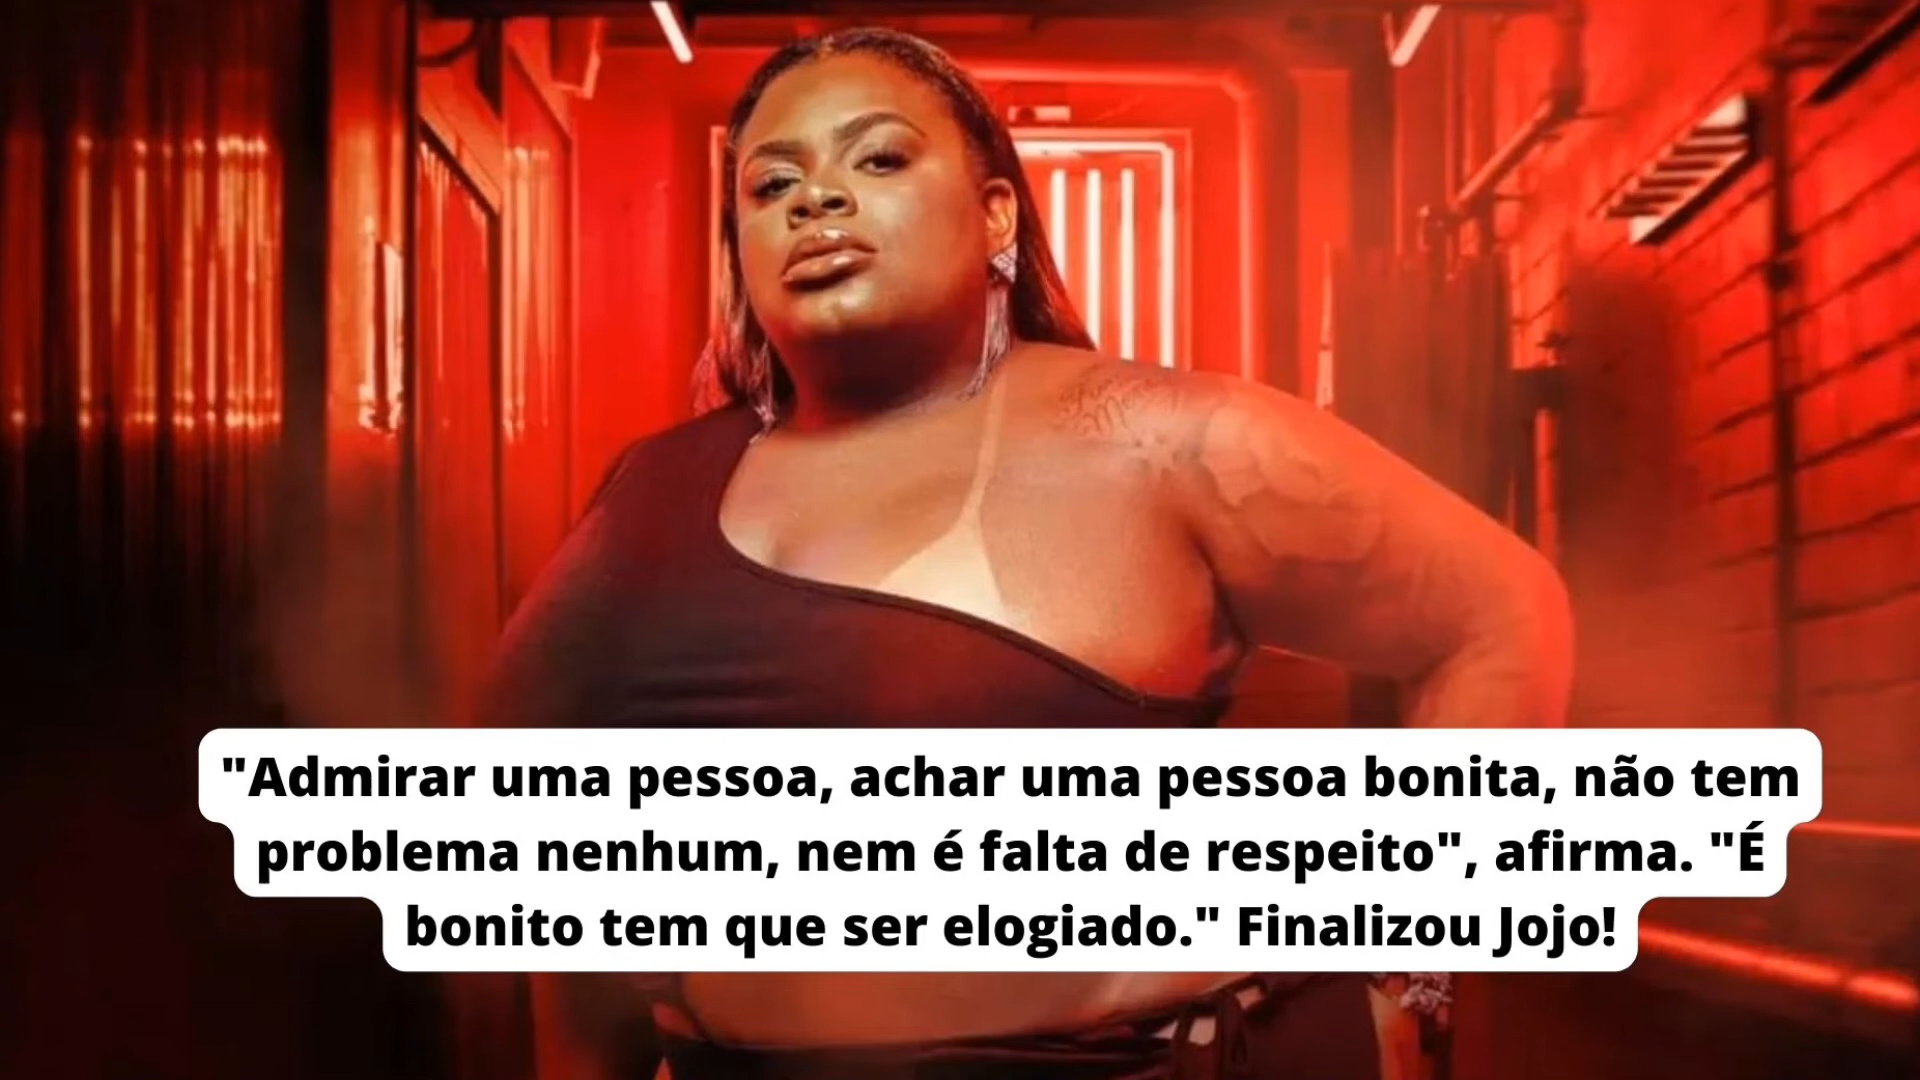 "Admirar uma pessoa, achar uma pessoa bonita, não tem
problema nenhum, nem é falta de respeito", afirma. "É
bonito tem que ser elogiado." Finalizou Jojo!